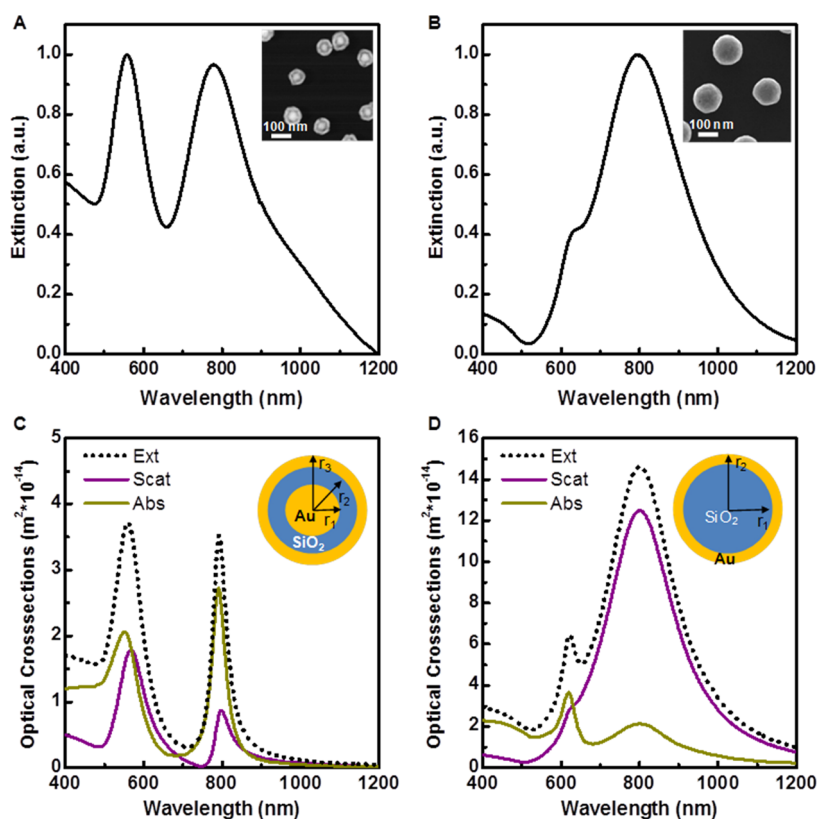 A
Extinction (a.u.)
1.0
0.8
0.6
0.4
0.2
0.0
400 600 800 1000 1200
Wavelength (nm)
100 nm
B
Extinction (a.u.)
1.0
0.8
0.6
0.4
0.2
0.0
400 600 800 1000 1200
Wavelength (nm)
100 nm
C
Optical Crosssections (m²*10⁻¹⁴)
5
4
3
2
1
0
400 600 800 1000 1200
Wavelength (nm)
Ext
Scat
Abs
r₃
r₂
Au r₁
SiO₂
D
Optical Crosssections (m²*10⁻¹⁴)
16
14
12
10
8
6
4
2
0
400 600 800 1000 1200
Wavelength (nm)
Ext
Scat
Abs
r₂
SiO₂ r₁
Au